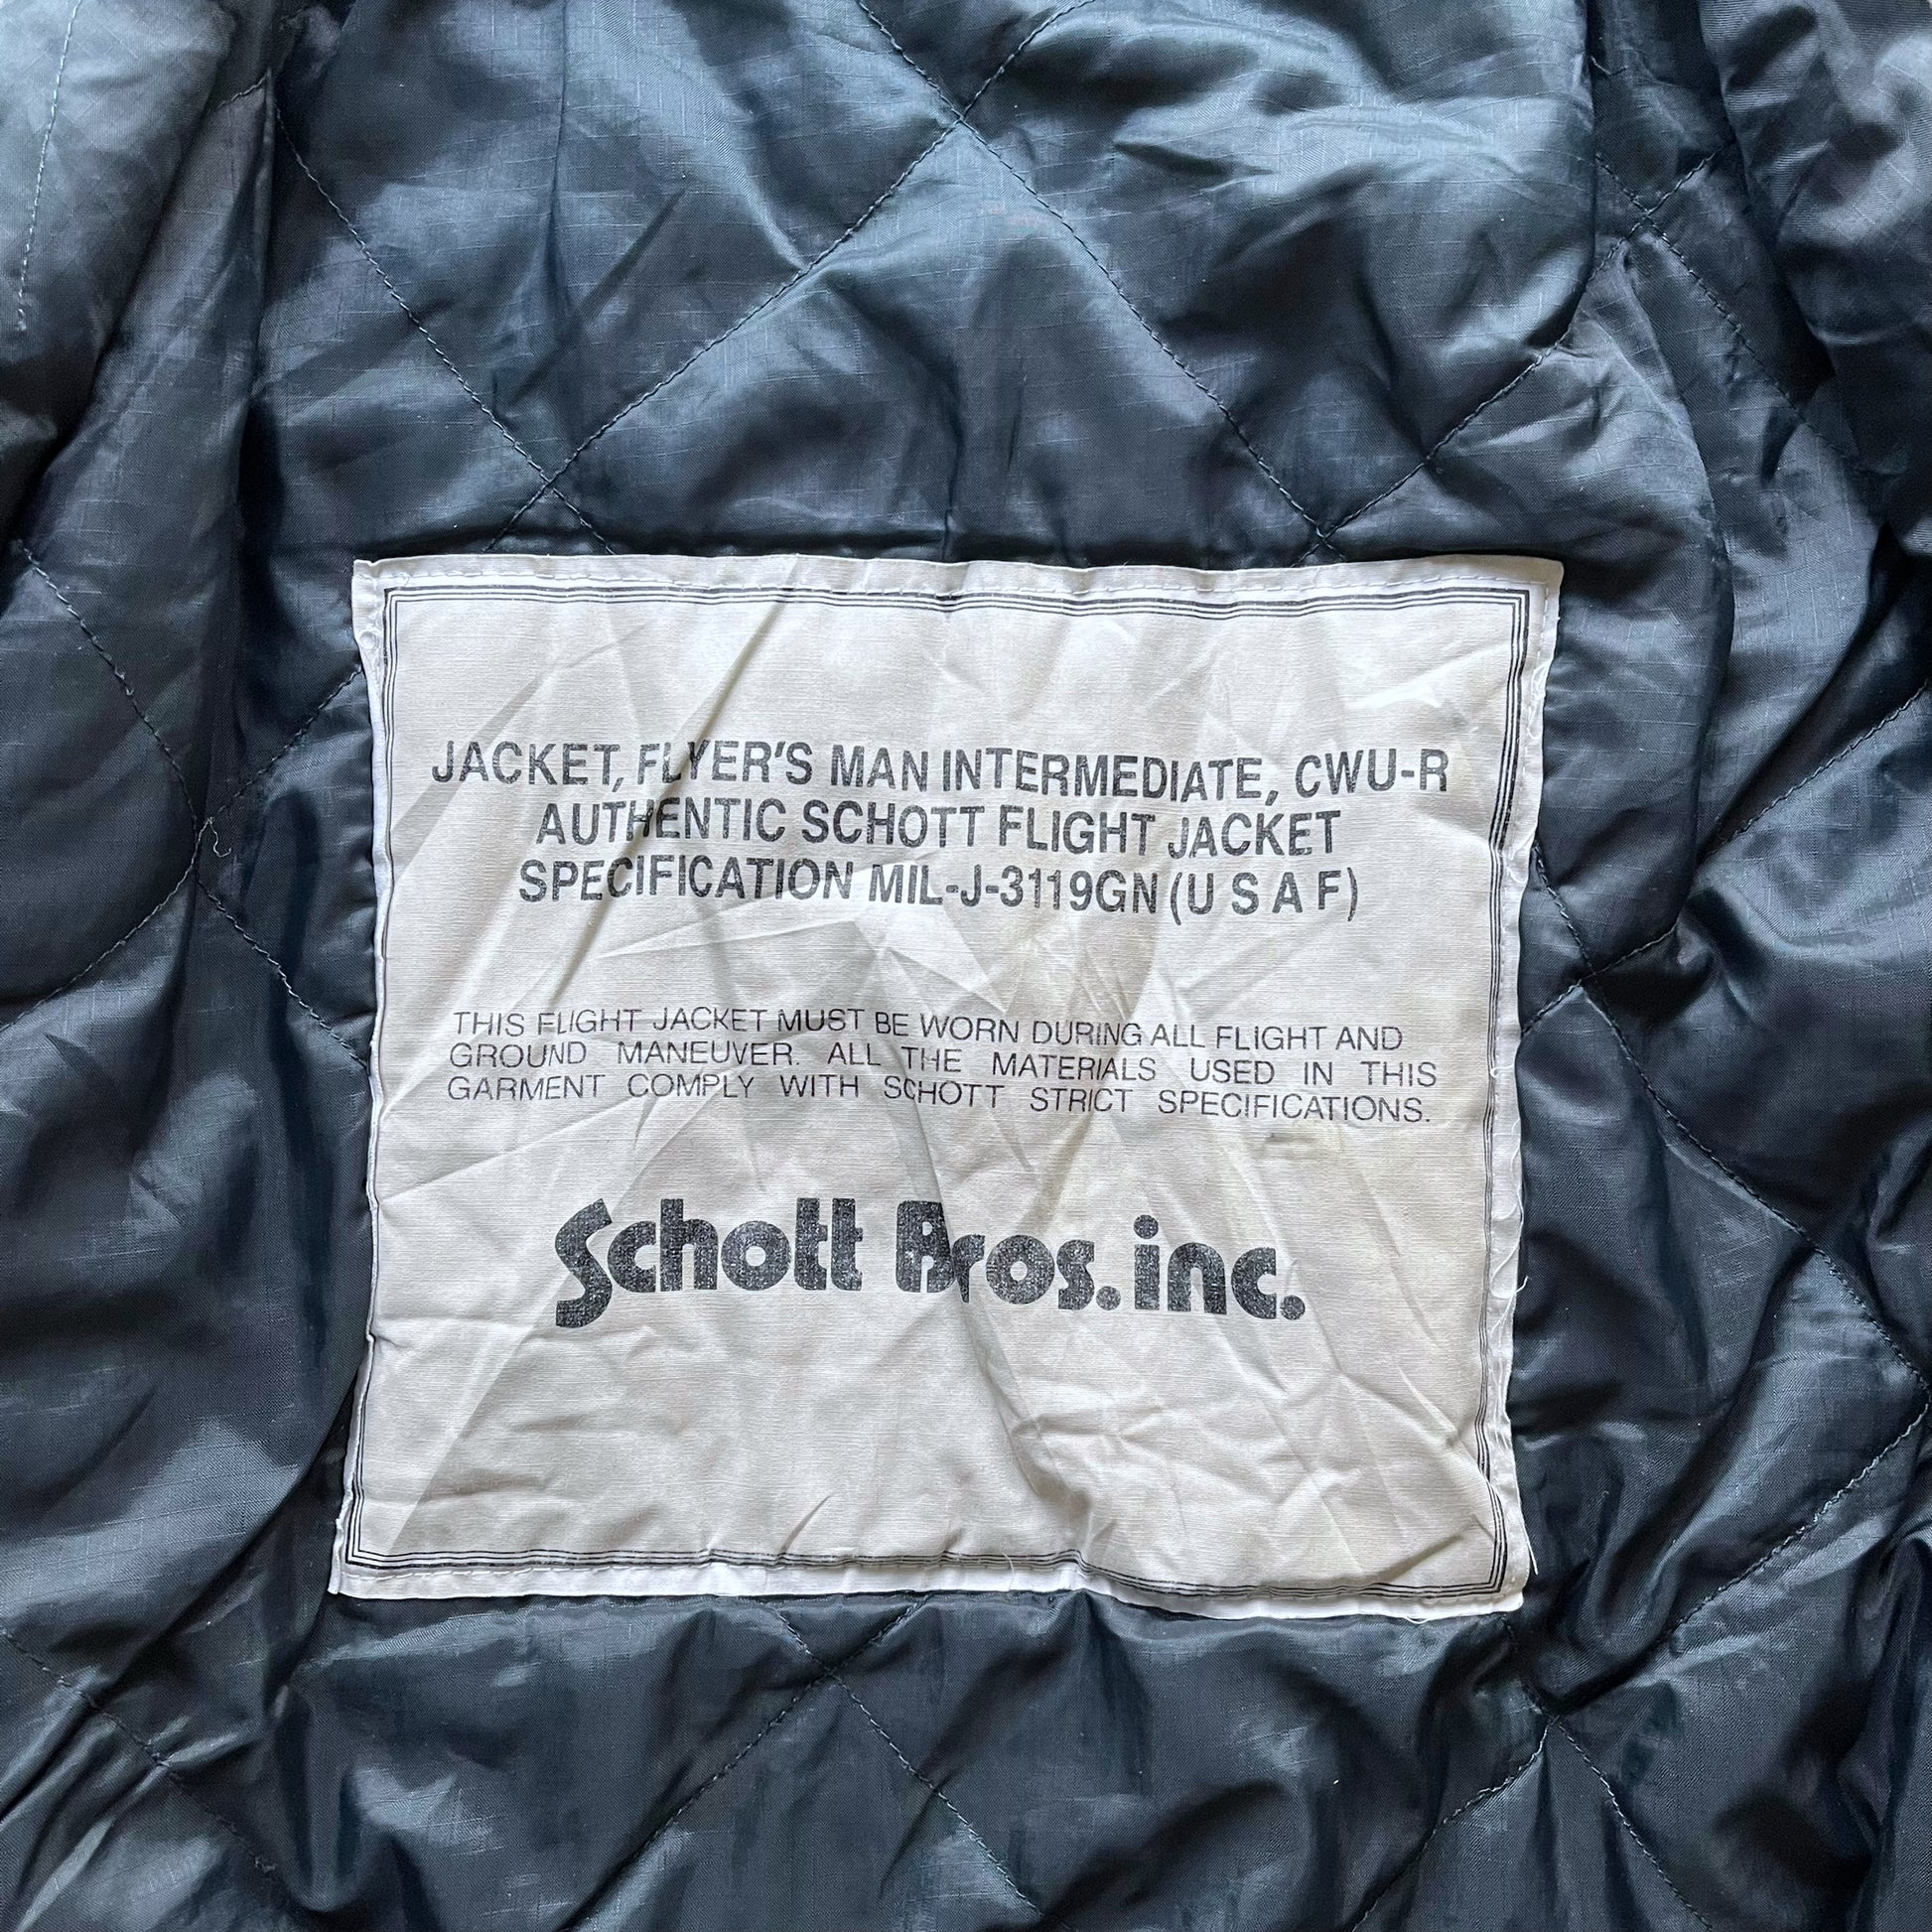 JACKET, FLYER'S MAN INTERMEDIATE, CWU-R
AUTHENTIC SCHOTT FLIGHT JACKET
SPECIFICATION MIL-J-3119GN (U S A F)
THIS FLIGHT JACKET MUST BE WORN DURING ALL FLIGHT AND
GROUND MANEUVER. ALL THE MATERIALS USED IN THIS
GARMENT COMPLY WITH SCHOTT STRICT SPECIFICATIONS.
Schott Bros. inc.